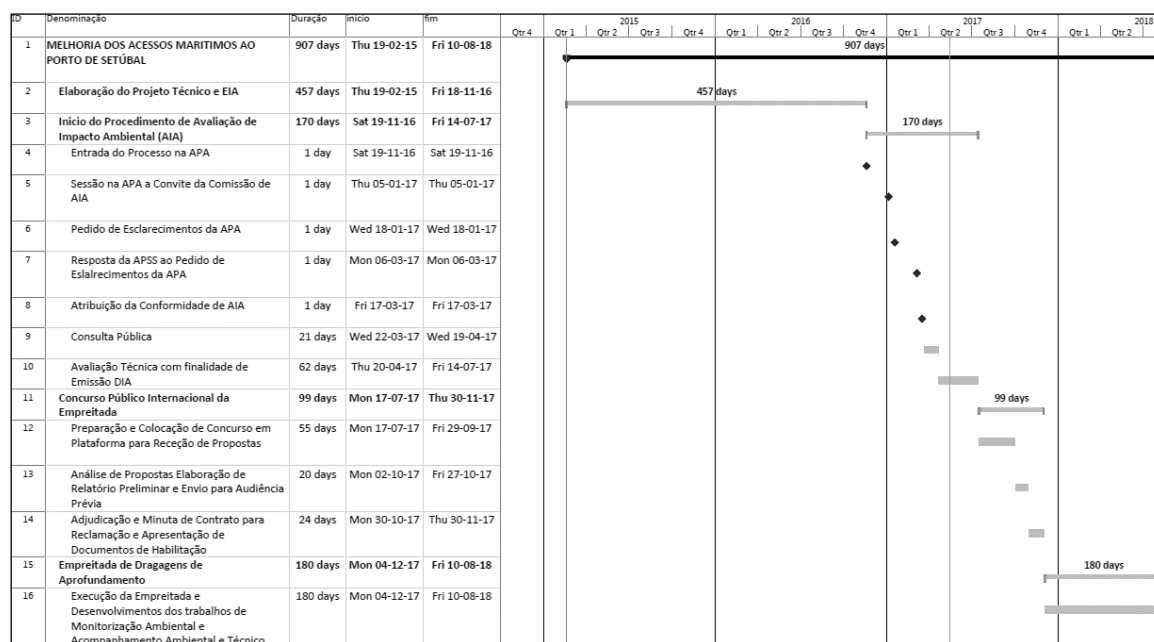 ID Denominação Duração inicio fim
2015 2016 2017 2018
Qtr 4 Qtr 1 Qtr 2 Qtr 3 Qtr 4 Qtr 1 Qtr 2 Qtr 3 Qtr 4 Qtr 1 Qtr 2 Qtr 3 Qtr 4 Qtr 1 Qtr 2
1 MELHORIA DOS ACESSOS MARITIMOS AO 907 days Thu 19-02-15 Fri 10-08-18 907 days
PORTO DE SETÚBAL
2 Elaboração do Projeto Técnico e EIA 457 days Thu 19-02-15 Fri 18-11-16 457 days
3 Inicio do Procedimento de Avaliação de 170 days Sat 19-11-16 Fri 14-07-17 170 days
Impacto Ambiental (AIA)
4 Entrada do Processo na APA 1 day Sat 19-11-16 Sat 19-11-16
5 Sessão na APA a Convite da Comissão de 1 day Thu 05-01-17 Thu 05-01-17
AIA
6 Pedido de Esclarecimentos da APA 1 day Wed 18-01-17 Wed 18-01-17
7 Resposta da APSS ao Pedido de 1 day Mon 06-03-17 Mon 06-03-17
Eslalrecimentos da APA
8 Atribuição da Conformidade de AIA 1 day Fri 17-03-17 Fri 17-03-17
9 Consulta Pública 21 days Wed 22-03-17 Wed 19-04-17
10 Avaliação Técnica com finalidade de 62 days Thu 20-04-17 Fri 14-07-17
Emissão DIA
11 Concurso Público Internacional da 99 days Mon 17-07-17 Thu 30-11-17 99 days
Empreitada
12 Preparação e Colocação de Concurso em 55 days Mon 17-07-17 Fri 29-09-17
Plataforma para Receção de Propostas
13 Análise de Propostas Elaboração de 20 days Mon 02-10-17 Fri 27-10-17
Relatório Preliminar e Envio para Audiência
Prévia
14 Adjudicação e Minuta de Contrato para 24 days Mon 30-10-17 Thu 30-11-17
Reclamação e Apresentação de
Documentos de Habilitação
15 Empreitada de Dragagens de 180 days Mon 04-12-17 Fri 10-08-18 180 days
Aprofundamento
16 Execução da Empreitada e 180 days Mon 04-12-17 Fri 10-08-18
Desenvolvimentos dos trabalhos de
Monitorização Ambiental e
Acompanhamento Ambiental e Técnico